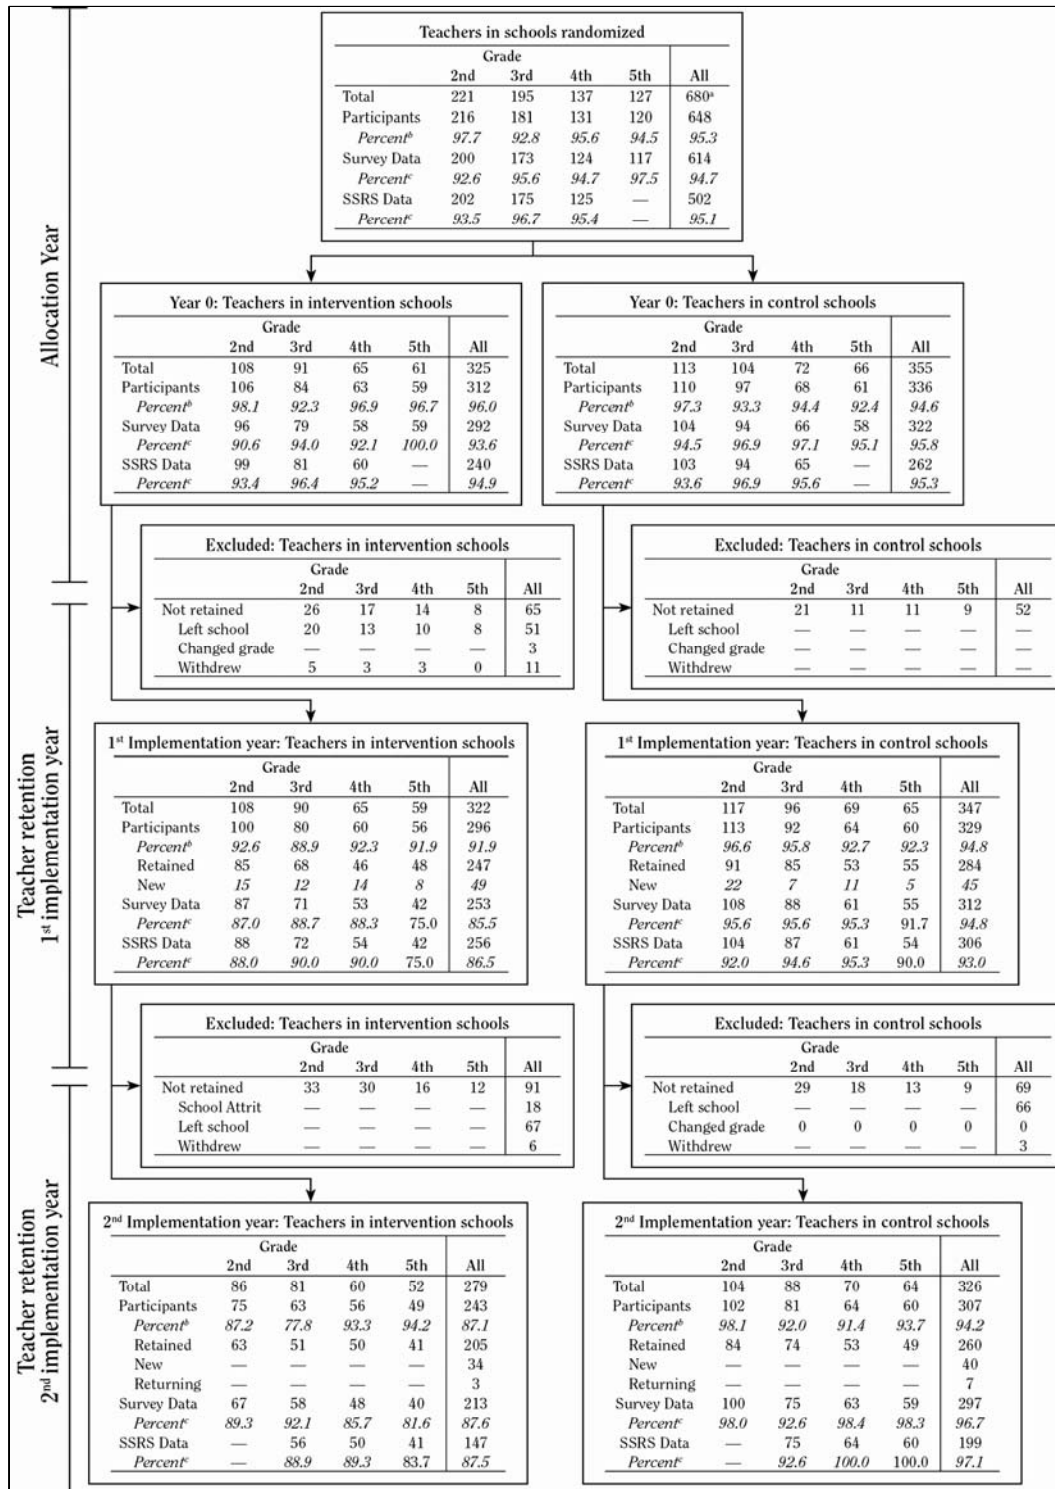 Teachers in schools randomized
Grade
2nd 3rd 4th 5th All
Total 221 195 137 127 680ᵃ
Participants 216 181 131 120 648
Percentᵇ 97.7 92.8 95.6 94.5 95.3
Survey Data 200 173 124 117 614
Percentᶜ 92.6 95.6 94.7 97.5 94.7
SSRS Data 202 175 125 — 502
Percentᶜ 93.5 96.7 95.4 — 95.1
Allocation Year
Year 0: Teachers in intervention schools
Grade
2nd 3rd 4th 5th All
Total 108 91 65 61 325
Participants 106 84 63 59 312
Percentᵇ 98.1 92.3 96.9 96.7 96.0
Survey Data 96 79 58 59 292
Percentᶜ 90.6 94.0 92.1 100.0 93.6
SSRS Data 99 81 60 — 240
Percentᶜ 93.4 96.4 95.2 — 94.9
Year 0: Teachers in control schools
Grade
2nd 3rd 4th 5th All
Total 113 104 72 66 355
Participants 110 97 68 61 336
Percentᵇ 97.3 93.3 94.4 92.4 94.6
Survey Data 104 94 66 58 322
Percentᶜ 94.5 96.9 97.1 95.1 95.8
SSRS Data 103 94 65 — 262
Percentᶜ 93.6 96.9 95.6 — 95.3
Excluded: Teachers in intervention schools
Grade
2nd 3rd 4th 5th All
Not retained 26 17 14 8 65
Left school 20 13 10 8 51
Changed grade — — — — 3
Withdrew 5 3 3 0 11
Excluded: Teachers in control schools
Grade
2nd 3rd 4th 5th All
Not retained 21 11 11 9 52
Left school — — — — —
Changed grade — — — — —
Withdrew — — — — —
Teacher retention
1st implementation year
1st Implementation year: Teachers in intervention schools
Grade
2nd 3rd 4th 5th All
Total 108 90 65 59 322
Participants 100 80 60 56 296
Percentᵇ 92.6 88.9 92.3 91.9 91.9
Retained 85 68 46 48 247
New 15 12 14 8 49
Survey Data 87 71 53 42 253
Percentᶜ 87.0 88.7 88.3 75.0 85.5
SSRS Data 88 72 54 42 256
Percentᶜ 88.0 90.0 90.0 75.0 86.5
1st Implementation year: Teachers in control schools
Grade
2nd 3rd 4th 5th All
Total 117 96 69 65 347
Participants 113 92 64 60 329
Percentᵇ 96.6 95.8 92.7 92.3 94.8
Retained 91 85 53 55 284
New 22 7 11 5 45
Survey Data 108 88 61 55 312
Percentᶜ 95.6 95.6 95.3 91.7 94.8
SSRS Data 104 87 61 54 306
Percentᶜ 92.0 94.6 95.3 90.0 93.0
Excluded: Teachers in intervention schools
Grade
2nd 3rd 4th 5th All
Not retained 33 30 16 12 91
School Attrit — — — — 18
Left school — — — — 67
Withdrew — — — — 6
Excluded: Teachers in control schools
Grade
2nd 3rd 4th 5th All
Not retained 29 18 13 9 69
Left school — — — — 66
Changed grade 0 0 0 0 0
Withdrew — — — — 3
Teacher retention
2nd implementation year
2nd Implementation year: Teachers in intervention schools
Grade
2nd 3rd 4th 5th All
Total 86 81 60 52 279
Participants 75 63 56 49 243
Percentᵇ 87.2 77.8 93.3 94.2 87.1
Retained 63 51 50 41 205
New — — — — 34
Returning — — — — 3
Survey Data 67 58 48 40 213
Percentᶜ 89.3 92.1 85.7 81.6 87.6
SSRS Data — 56 50 41 147
Percentᶜ — 88.9 89.3 83.7 87.5
2nd Implementation year: Teachers in control schools
Grade
2nd 3rd 4th 5th All
Total 104 88 70 64 326
Participants 102 81 64 60 307
Percentᵇ 98.1 92.0 91.4 93.7 94.2
Retained 84 74 53 49 260
New — — — — 40
Returning — — — — 7
Survey Data 100 75 63 59 297
Percentᶜ 98.0 92.6 98.4 98.3 96.7
SSRS Data — 75 64 60 199
Percentᶜ — 92.6 100.0 100.0 97.1